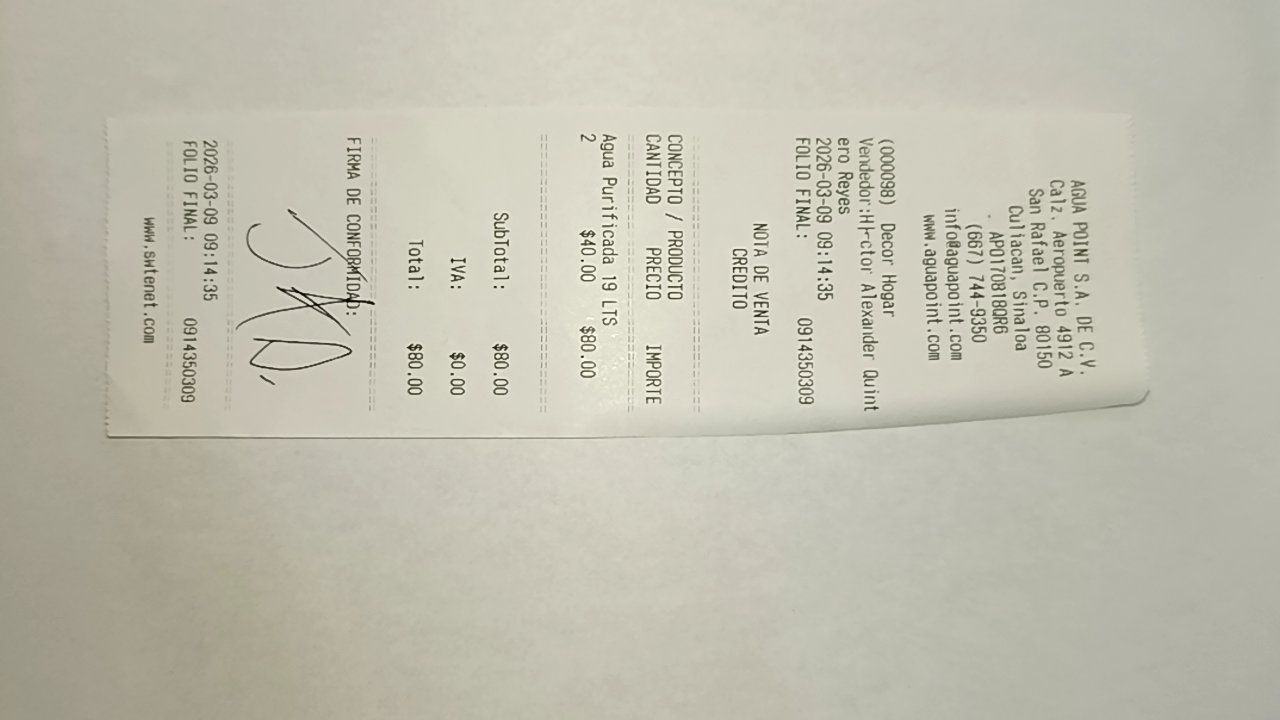 AGUA POINT S.A. DE C.V.
Calz. Aeropuerto 4912 A
San Rafael C.P. 80150
Culiacan, Sinaloa
.
APO170818QR6
(667) 744-9350
info@aguapoint.com
www.aguapoint.com
(000098) Decor Hogar
Vendedor:H├-ctor Alexander Quint
ero Reyes
2026-03-09 09:14:35
FOLIO FINAL: 0914350309
NOTA DE VENTA
CREDITO
================================
CONCEPTO / PRODUCTO
CANTIDAD PRECIO IMPORTE
================================
Agua Purificada 19 LTS
2 $40.00 $80.00
================================
SubTotal: $80.00
IVA: $0.00
Total: $80.00
================================
FIRMA DE CONFORMIDAD:
================================
2026-03-09 09:14:35
FOLIO FINAL: 0914350309
================================
www.swtenet.com